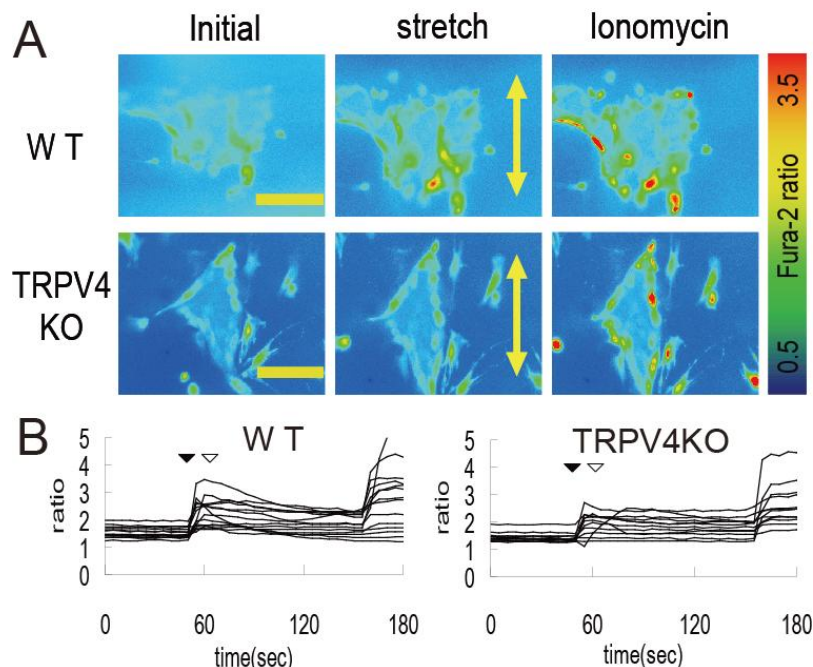 A
Initial
stretch
Ionomycin
W T
TRPV4
KO
0.5 Fura-2 ratio 3.5
B
W T
TRPV4KO
ratio
5
4
3
2
1
0
0 60 120 180
time(sec)
ratio
5
4
3
2
1
0
0 60 120 180
time(sec)